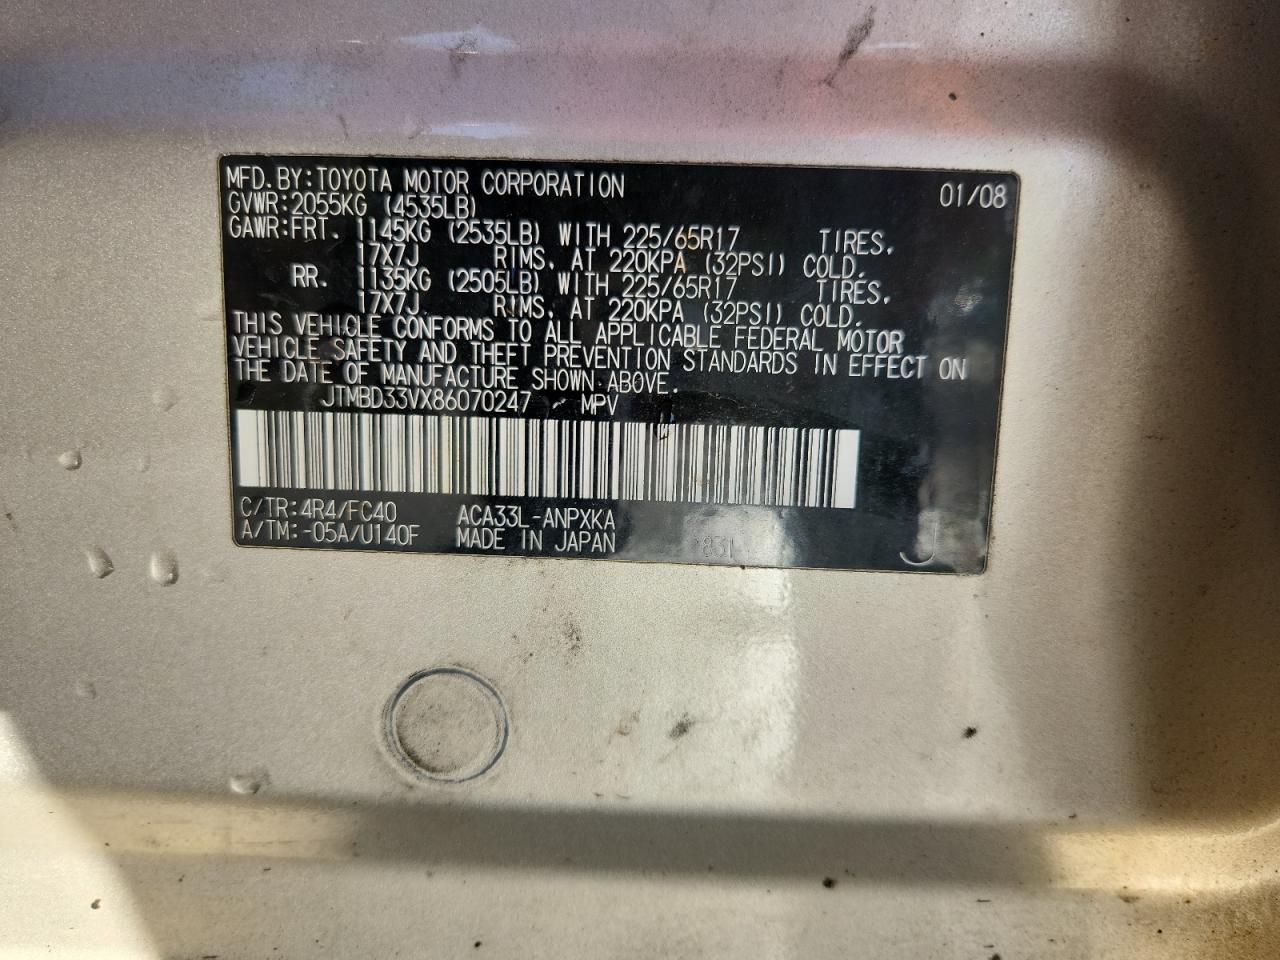 MFD. BY: TOYOTA MOTOR CORPORATION 01/08
GVWR: 2055KG (4535LB)
GAWR: FRT. 1145KG (2535LB) WITH 225/65R17 TIRES,
17X7J RIMS, AT 220KPA (32PSI) COLD.
RR. 1135KG (2505LB) WITH 225/65R17 TIRES,
17X7J RIMS, AT 220KPA (32PSI) COLD.
THIS VEHICLE CONFORMS TO ALL APPLICABLE FEDERAL MOTOR
VEHICLE SAFETY AND THEFT PREVENTION STANDARDS IN EFFECT ON
THE DATE OF MANUFACTURE SHOWN ABOVE.
JTMBD33VX86070247 MPV
C/TR: 4R4/FC40 ACA33L-ANPXKA
A/TM: -05A/U140F MADE IN JAPAN 831 J